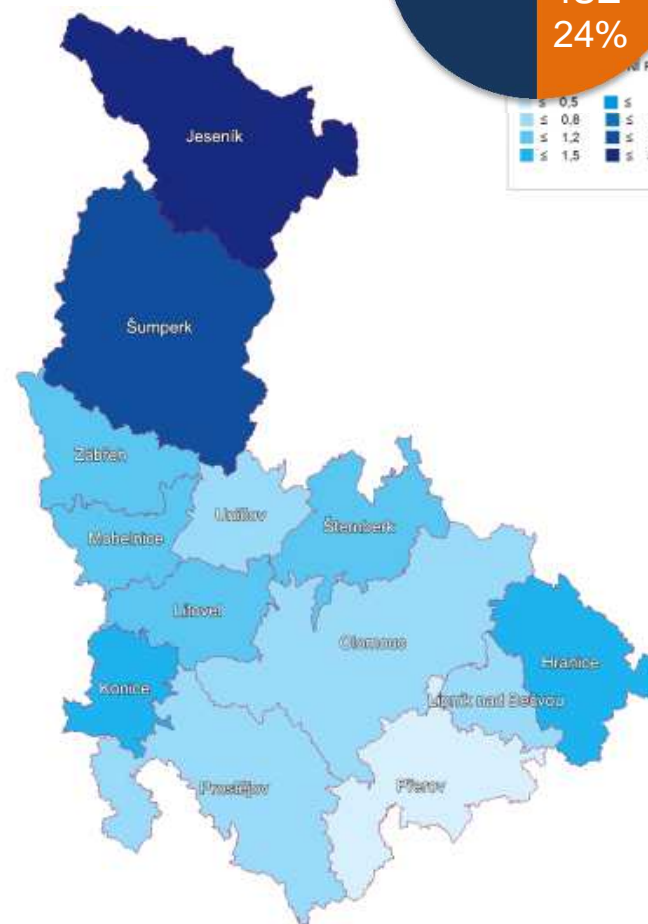 24%
≤ 0,5 ≤
≤ 0,8 ≤
≤ 1,2 ≤
≤ 1,5 ≤
Jeseník
Šumperk
Zábřeh
Uničov
Šternberk
Mohelnice
Litovel
Olomouc
Hranice
Konice
Lipník nad Bečvou
Prostějov
Přerov